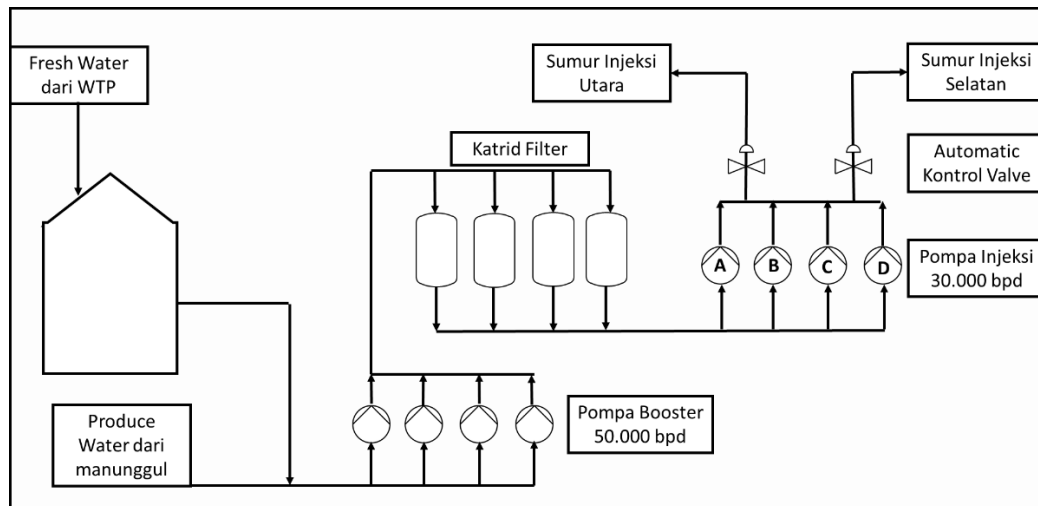 Fresh Water
dari WTP
Sumur Injeksi
Utara
Sumur Injeksi
Selatan
Katrid Filter
Automatic
Kontrol Valve
A
B
C
D
Pompa Injeksi
30.000 bpd
Produce
Water dari
manunggul
Pompa Booster
50.000 bpd